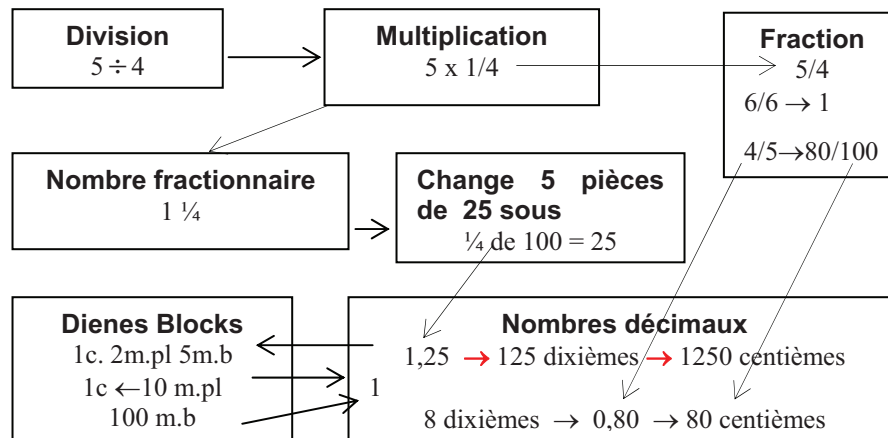 Division
5 ÷ 4
Multiplication
5 x 1/4
Fraction
5/4
6/6 → 1
4/5→80/100
Nombre fractionnaire
1 ¼
Change 5 pièces
de 25 sous
¼ de 100 = 25
Dienes Blocks
1c. 2m.pl 5m.b
1c ←10 m.pl
100 m.b
Nombres décimaux
1,25 → 125 dixièmes → 1250 centièmes
1
8 dixièmes → 0,80 → 80 centièmes